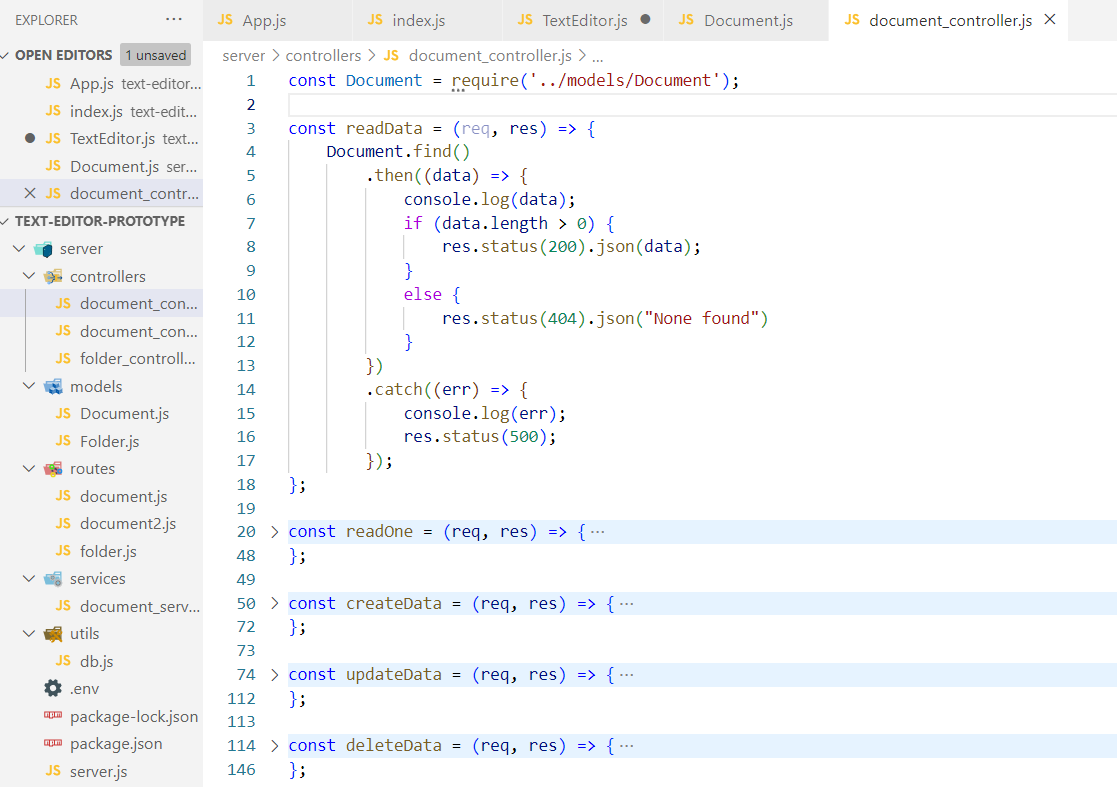 EXPLORER ...
OPEN EDITORS 1 unsaved
JS App.js text-editor...
JS index.js text-edit...
JS TextEditor.js text...
JS Document.js ser...
JS document_contr...
TEXT-EDITOR-PROTOTYPE
server
controllers
JS document_con...
JS document_con...
JS folder_controll...
models
JS Document.js
JS Folder.js
routes
JS document.js
JS document2.js
JS folder.js
services
JS document_serv...
utils
JS db.js
.env
package-lock.json
package.json
JS server.js
JS App.js JS index.js JS TextEditor.js JS Document.js JS document_controller.js
server > controllers > JS document_controller.js > ...
1 const Document = require('../models/Document');
2
3 const readData = (req, res) => {
4 Document.find()
5 .then((data) => {
6 console.log(data);
7 if (data.length > 0) {
8 res.status(200).json(data);
9 }
10 else {
11 res.status(404).json("None found")
12 }
13 })
14 .catch((err) => {
15 console.log(err);
16 res.status(500);
17 });
18 };
19
20 const readOne = (req, res) => { ...
48 };
49
50 const createData = (req, res) => { ...
72 };
73
74 const updateData = (req, res) => { ...
112 };
113
114 const deleteData = (req, res) => { ...
146 };